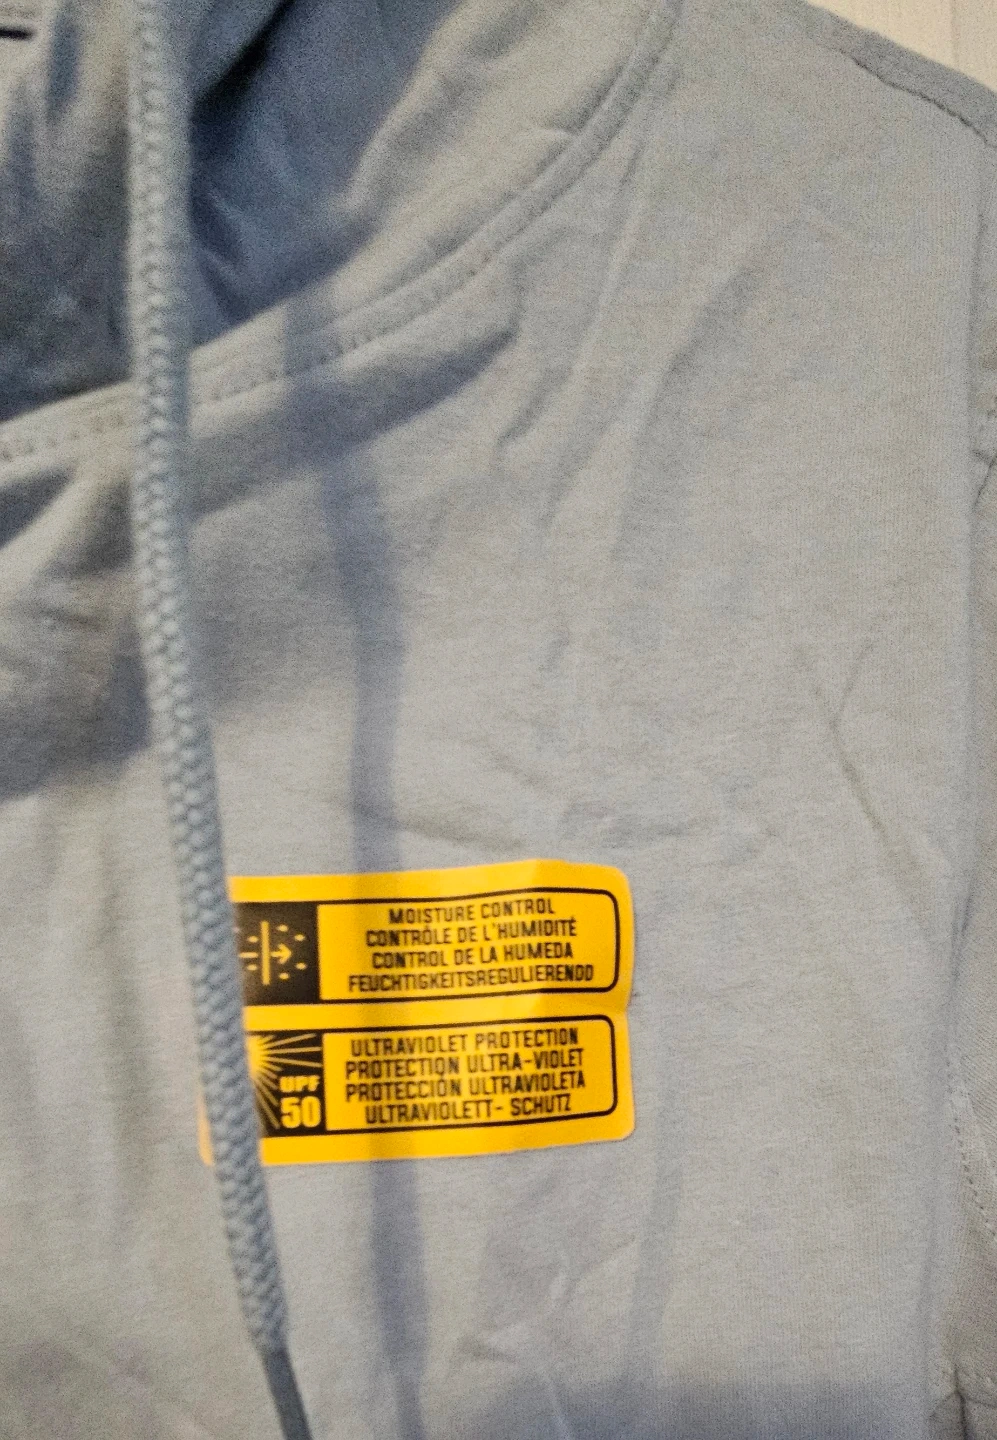 MOISTURE CONTROL
CONTRÔLE DE L'HUMIDITÉ
CONTROL DE LA HUMEDA
FEUCHTIGKEITSREGULIERENDD
UPF
50
ULTRAVIOLET PROTECTION
PROTECTION ULTRA-VIOLET
PROTECCIÓN ULTRAVIOLETA
ULTRAVIOLETT- SCHUTZ